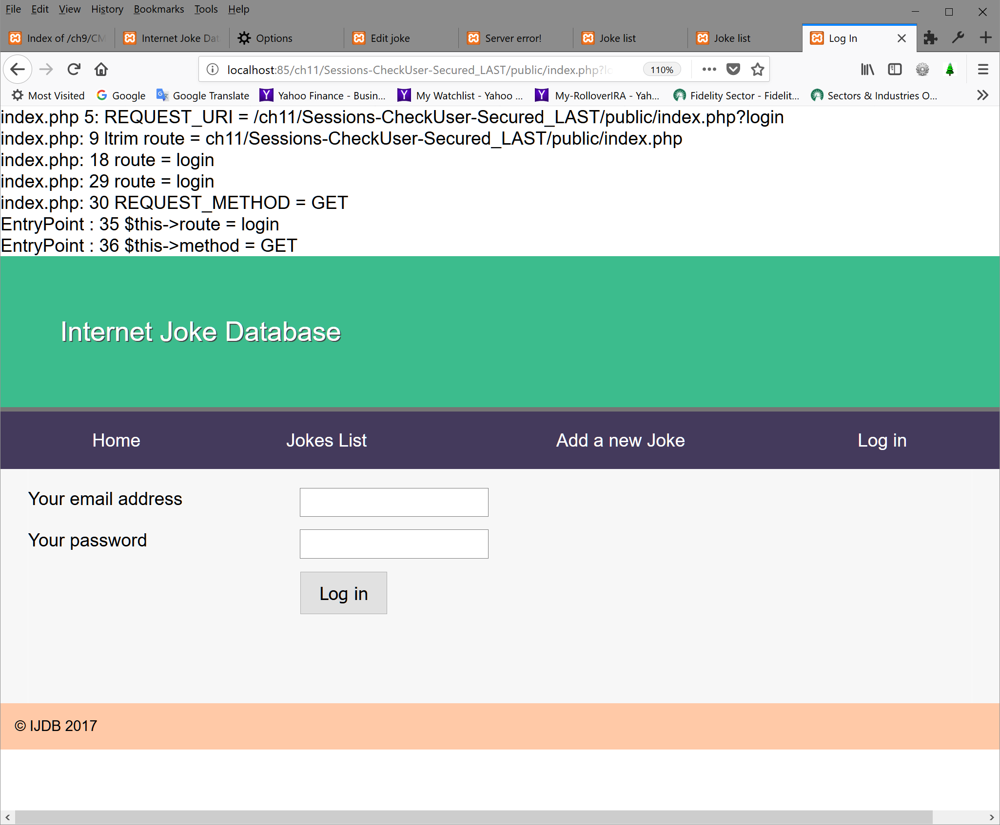 File Edit View History Bookmarks Tools Help
Index of /ch9/CM Internet Joke Dat Options Edit joke Server error! Joke list Joke list Log In
localhost:85/ch11/Sessions-CheckUser-Secured_LAST/public/index.php?lo 110%
Most Visited Google Google Translate Yahoo Finance - Busin... My Watchlist - Yahoo ... My-RolloverIRA - Yah... Fidelity Sector - Fidelit... Sectors & Industries O...
index.php 5: REQUEST_URI = /ch11/Sessions-CheckUser-Secured_LAST/public/index.php?login
index.php: 9 ltrim route = ch11/Sessions-CheckUser-Secured_LAST/public/index.php
index.php: 18 route = login
index.php: 29 route = login
index.php: 30 REQUEST_METHOD = GET
EntryPoint : 35 $this->route = login
EntryPoint : 36 $this->method = GET
Internet Joke Database
Home Jokes List Add a new Joke Log in
Your email address
Your password
Log in
© IJDB 2017